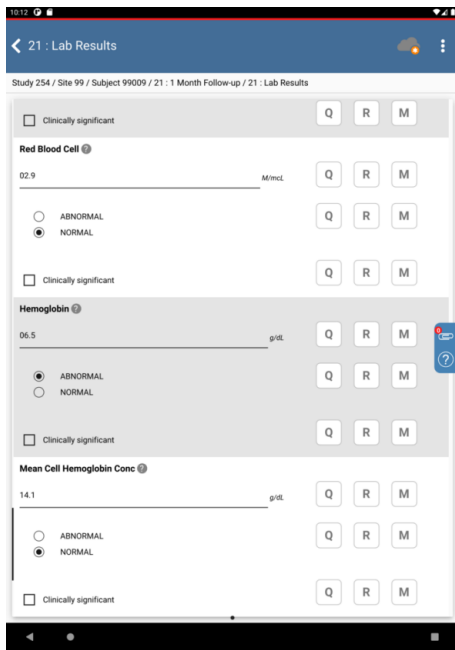 10:12
21 : Lab Results
Study 254 / Site 99 / Subject 99009 / 21 : 1 Month Follow-up / 21 : Lab Results
Clinically significant Q R M
Red Blood Cell ?
02.9 M/mcL Q R M
ABNORMAL Q R M
NORMAL
Clinically significant Q R M
Hemoglobin ?
06.5 g/dL Q R M
0
?
ABNORMAL Q R M
NORMAL
Clinically significant Q R M
Mean Cell Hemoglobin Conc ?
14.1 g/dL Q R M
ABNORMAL Q R M
NORMAL
Clinically significant Q R M